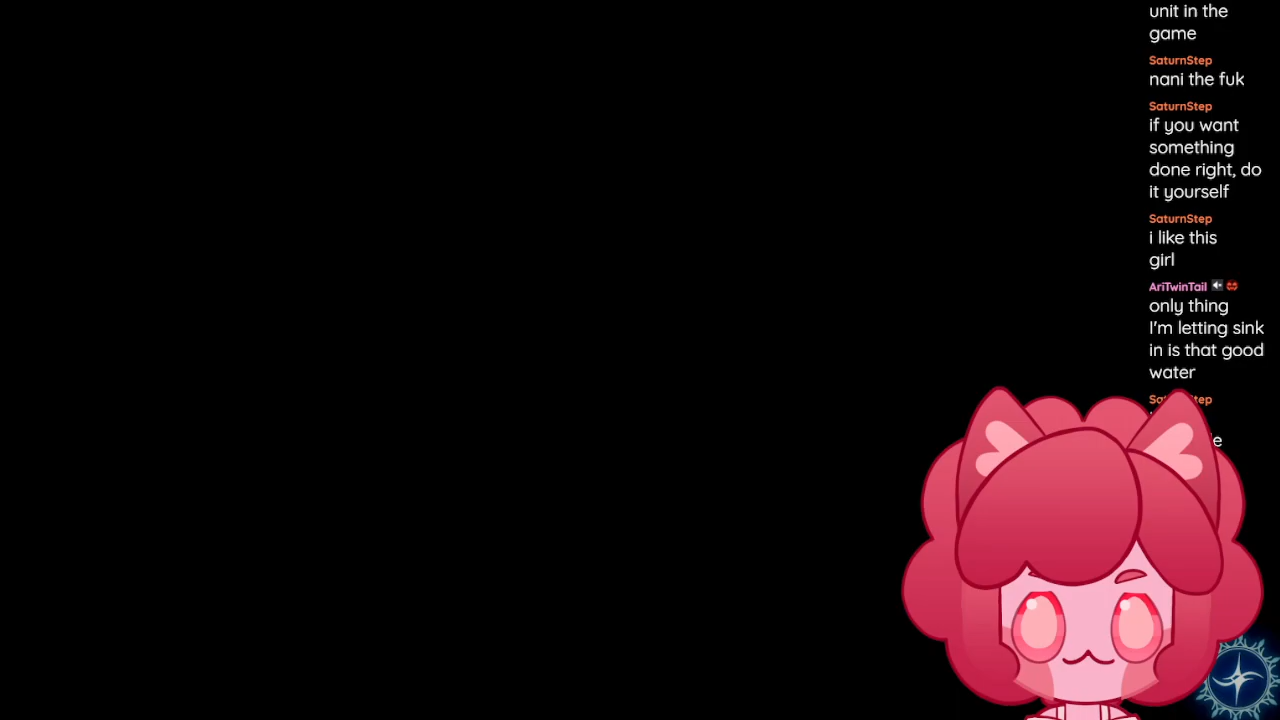 unit in the
game
SaturnStep
nani the fuk
SaturnStep
if you want
something
done right, do
it yourself
SaturnStep
i like this
girl
AriTwinTail
only thing
I'm letting sink
in is that good
water